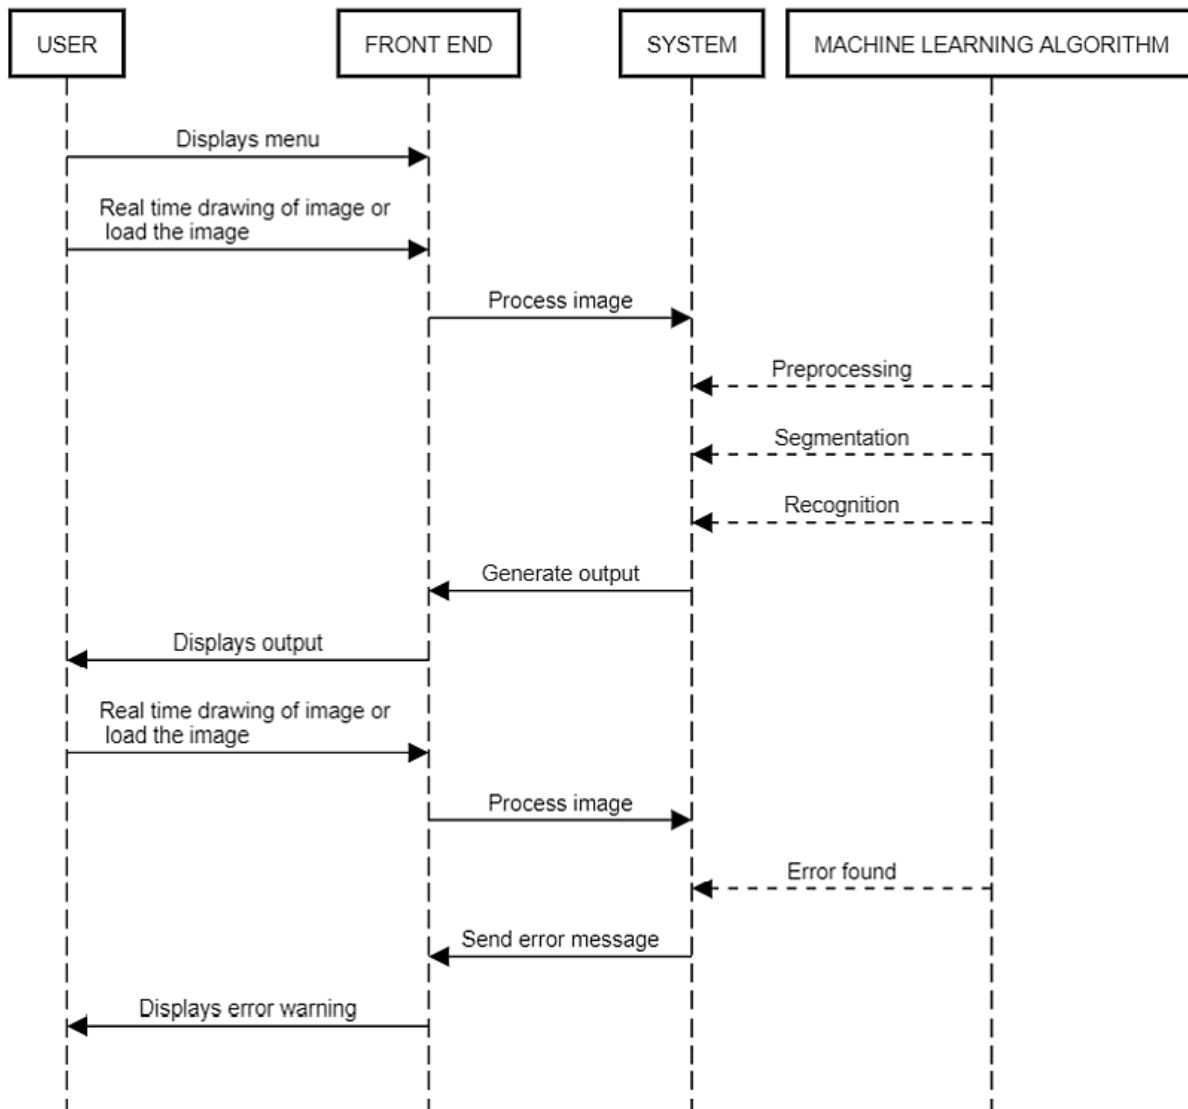 USER
FRONT END
SYSTEM
MACHINE LEARNING ALGORITHM
Displays menu
Real time drawing of image or
load the image
Process image
Preprocessing
Segmentation
Recognition
Generate output
Displays output
Real time drawing of image or
load the image
Process image
Error found
Send error message
Displays error warning